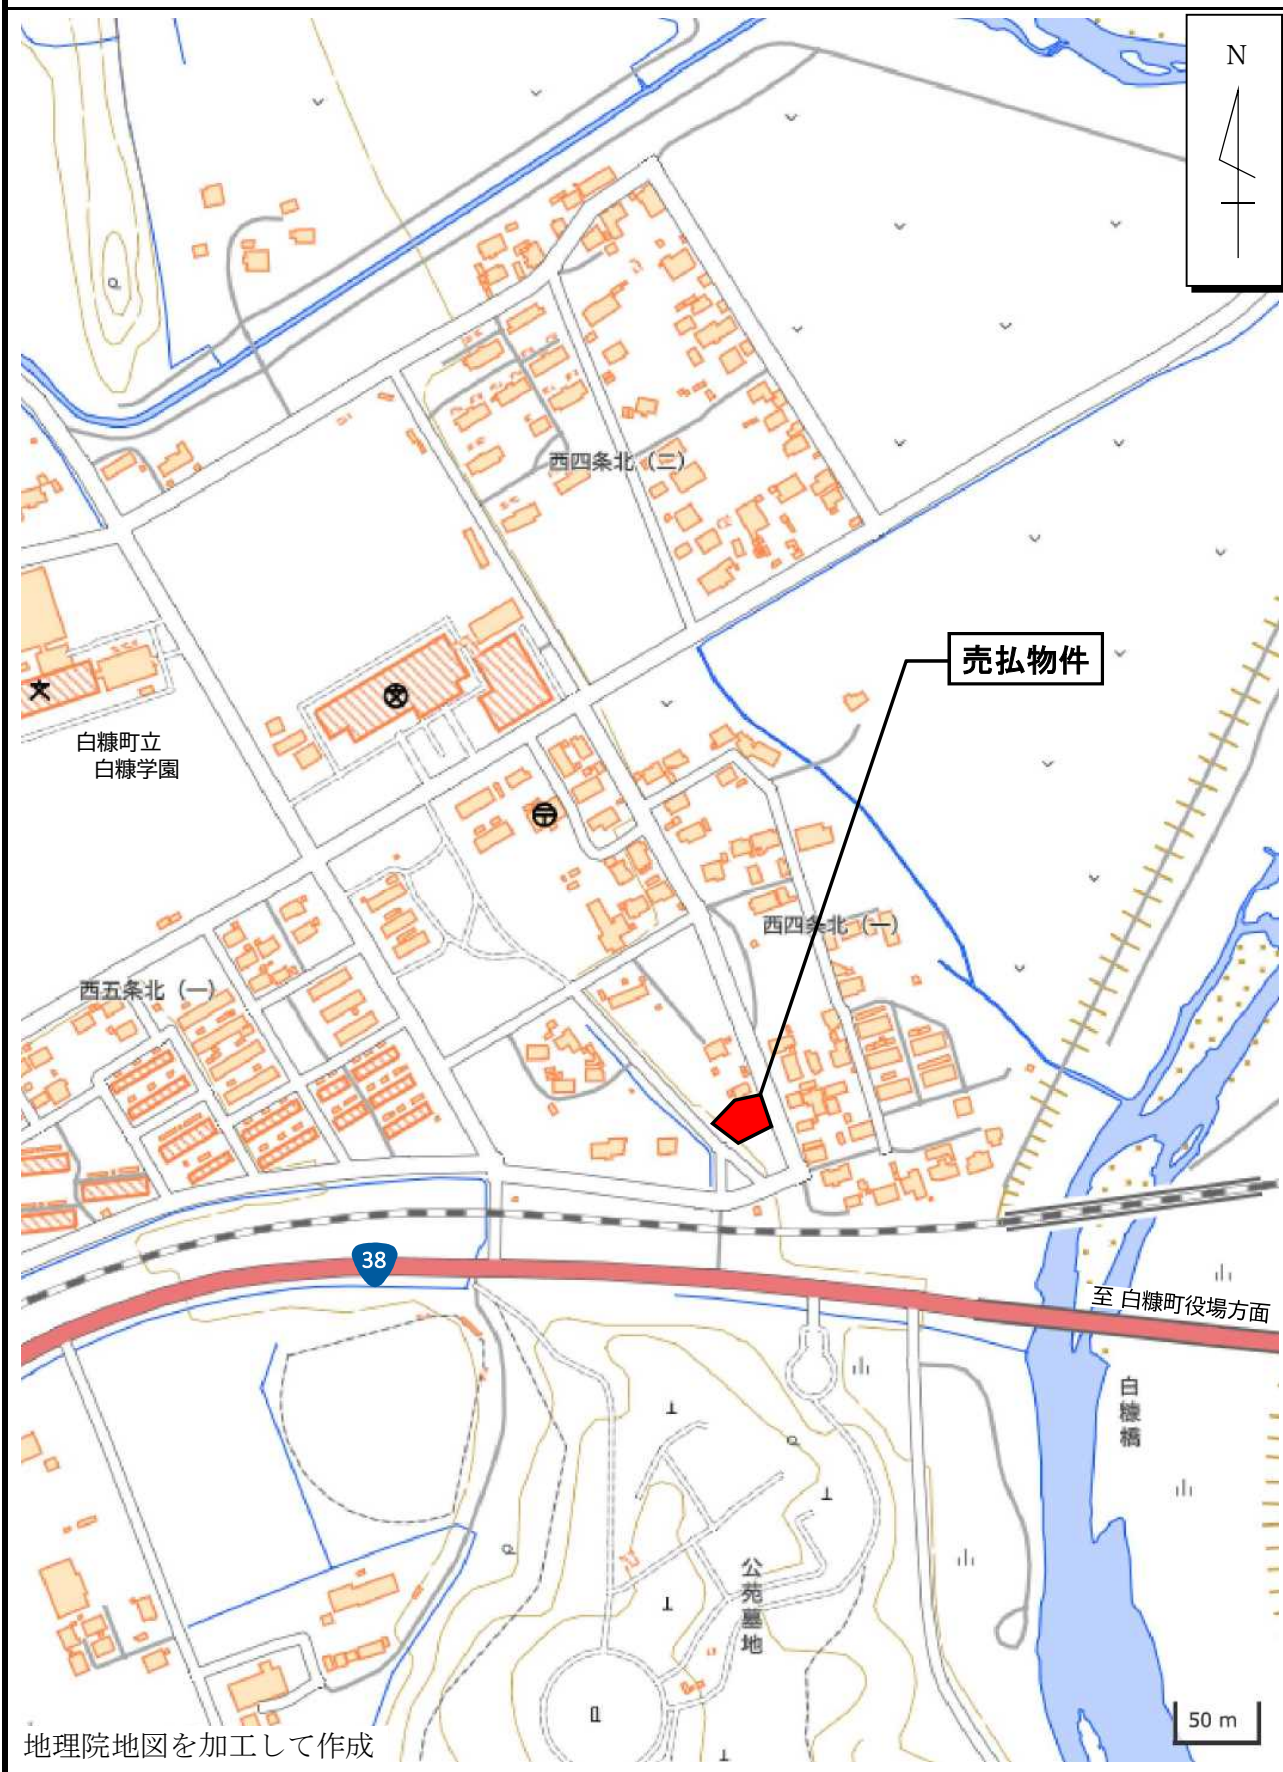 N
西四条北（二）
売払物件
白糠町立
白糠学園
西四条北（一）
西五条北（一）
38
至 白糠町役場方面
白糠橋
公苑墓地
50 m
地理院地図を加工して作成